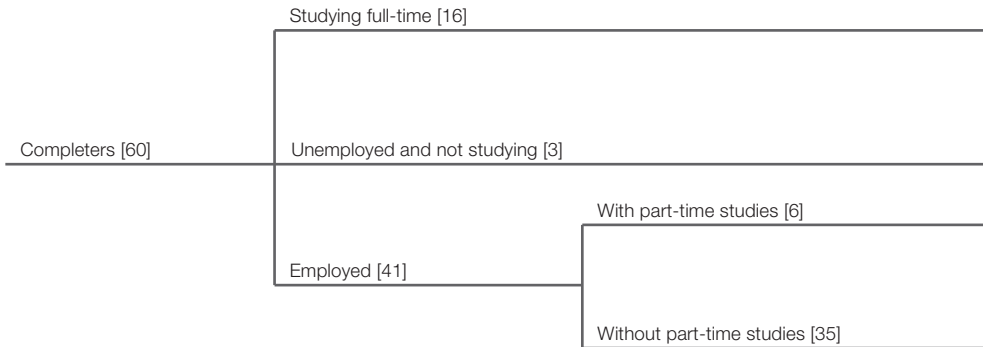 Studying full-time [16]
Completers [60]
Unemployed and not studying [3]
With part-time studies [6]
Employed [41]
Without part-time studies [35]